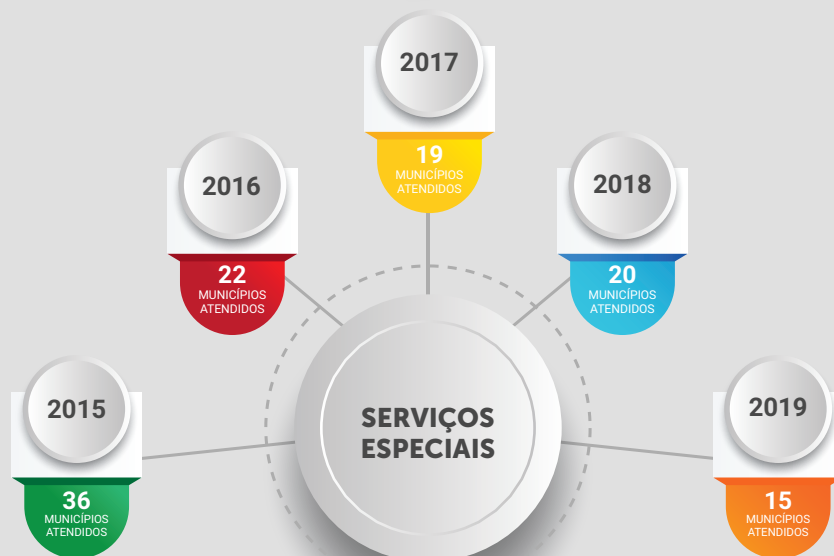 2017
19
MUNICÍPIOS
ATENDIDOS
2016
22
MUNICÍPIOS
ATENDIDOS
2018
20
MUNICÍPIOS
ATENDIDOS
2015
36
MUNICÍPIOS
ATENDIDOS
SERVIÇOS
ESPECIAIS
2019
15
MUNICÍPIOS
ATENDIDOS